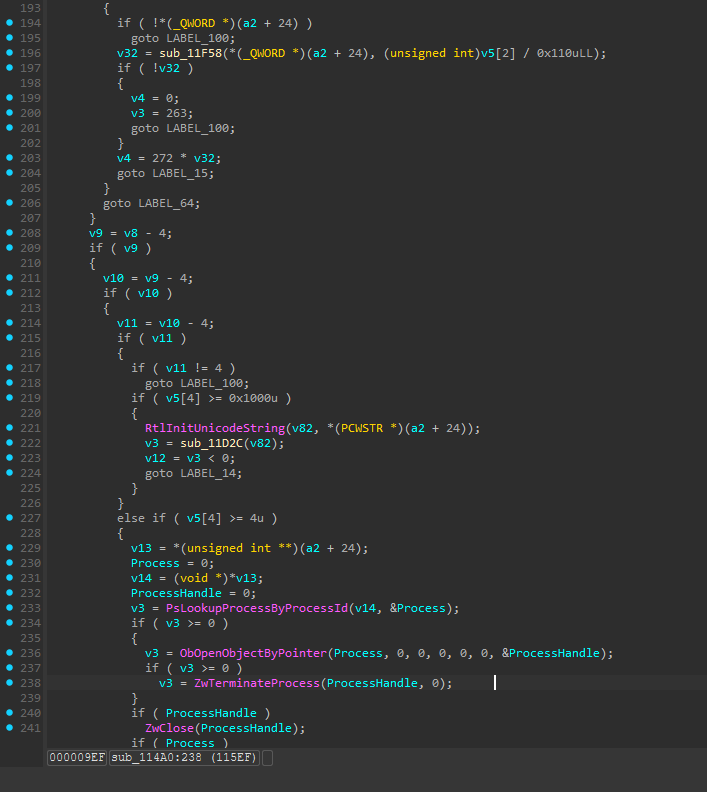 193 {
194 if ( !*(_QWORD *)(a2 + 24) )
195 goto LABEL_100;
196 v32 = sub_11F58(*(_QWORD *)(a2 + 24), (unsigned int)v5[2] / 0x110uLL);
197 if ( !v32 )
198 {
199 v4 = 0;
200 v3 = 263;
201 goto LABEL_100;
202 }
203 v4 = 272 * v32;
204 goto LABEL_15;
205 }
206 goto LABEL_64;
207 }
208 v9 = v8 - 4;
209 if ( v9 )
210 {
211 v10 = v9 - 4;
212 if ( v10 )
213 {
214 v11 = v10 - 4;
215 if ( v11 )
216 {
217 if ( v11 != 4 )
218 goto LABEL_100;
219 if ( v5[4] >= 0x1000u )
220 {
221 RtlInitUnicodeString(v82, *(PCWSTR *)(a2 + 24));
222 v3 = sub_11D2C(v82);
223 v12 = v3 < 0;
224 goto LABEL_14;
225 }
226 }
227 else if ( v5[4] >= 4u )
228 {
229 v13 = *(unsigned int **)(a2 + 24);
230 Process = 0;
231 v14 = (void *)*v13;
232 ProcessHandle = 0;
233 v3 = PsLookupProcessByProcessId(v14, &Process);
234 if ( v3 >= 0 )
235 {
236 v3 = ObOpenObjectByPointer(Process, 0, 0, 0, 0, 0, &ProcessHandle);
237 if ( v3 >= 0 )
238 v3 = ZwTerminateProcess(ProcessHandle, 0);
239 }
240 if ( ProcessHandle )
241 ZwClose(ProcessHandle);
if ( Process )
000009EF sub_114A0:238 (115EF)